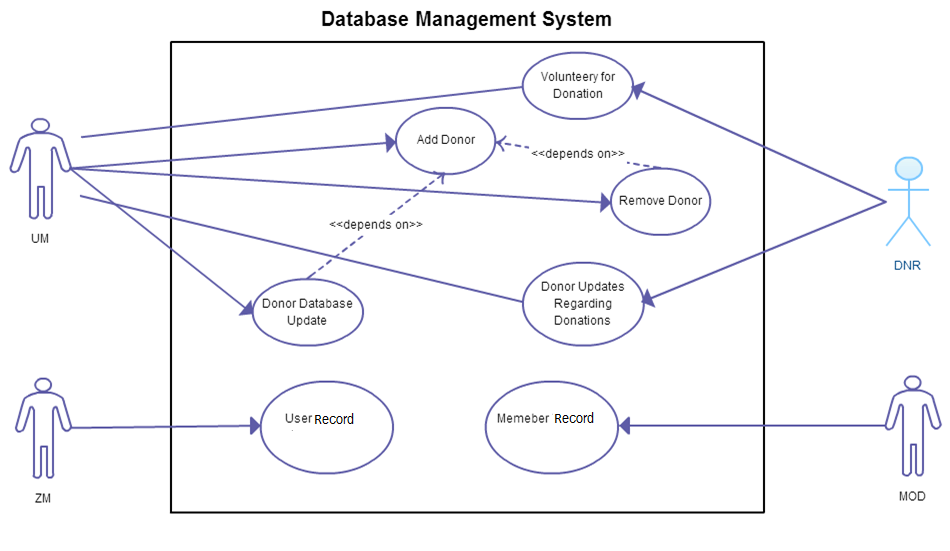 Database Management System
Volunteery for
Donation
Add Donor
<<depends on>>
Remove Donor
<<depends on>>
UM
DNR
Donor Database
Update
Donor Updates
Regarding
Donations
User Record
Memeber Record
ZM
MOD